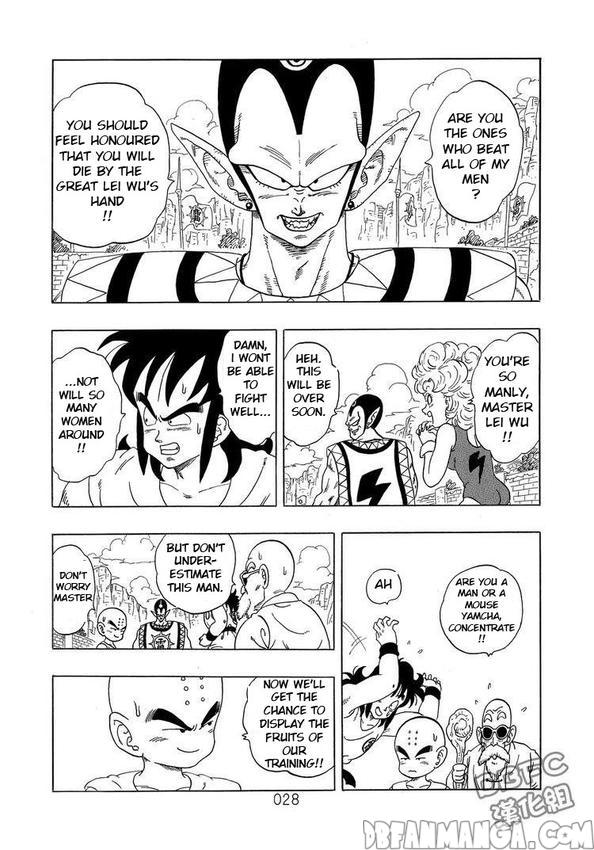 ARE YOU
THE ONES
WHO BEAT
ALL OF MY
MEN
?
YOU SHOULD
FEEL HONOURED
THAT YOU WILL
DIE BY THE
GREAT LEI WU'S
HAND
!!
YOU'RE
SO
MANLY,
MASTER
LEI WU
!!
HEH.
THIS
WILL BE
OVER
SOON.
DAMN,
I WONT
BE ABLE
TO
FIGHT
WELL...
...NOT
WILL SO
MANY
WOMEN
AROUND
!!
ARE YOU A
MAN OR A
MOUSE
YAMCHA,
CONCENTRATE
!!
AH
BUT DON'T
UNDER-
ESTIMATE
THIS MAN.
DON'T
WORRY
MASTER
NOW WE'LL
GET THE
CHANCE TO
DISPLAY THE
FRUITS OF
OUR
TRAINING!!
028
DBFC
漢化組
DBFANMANGA.COM